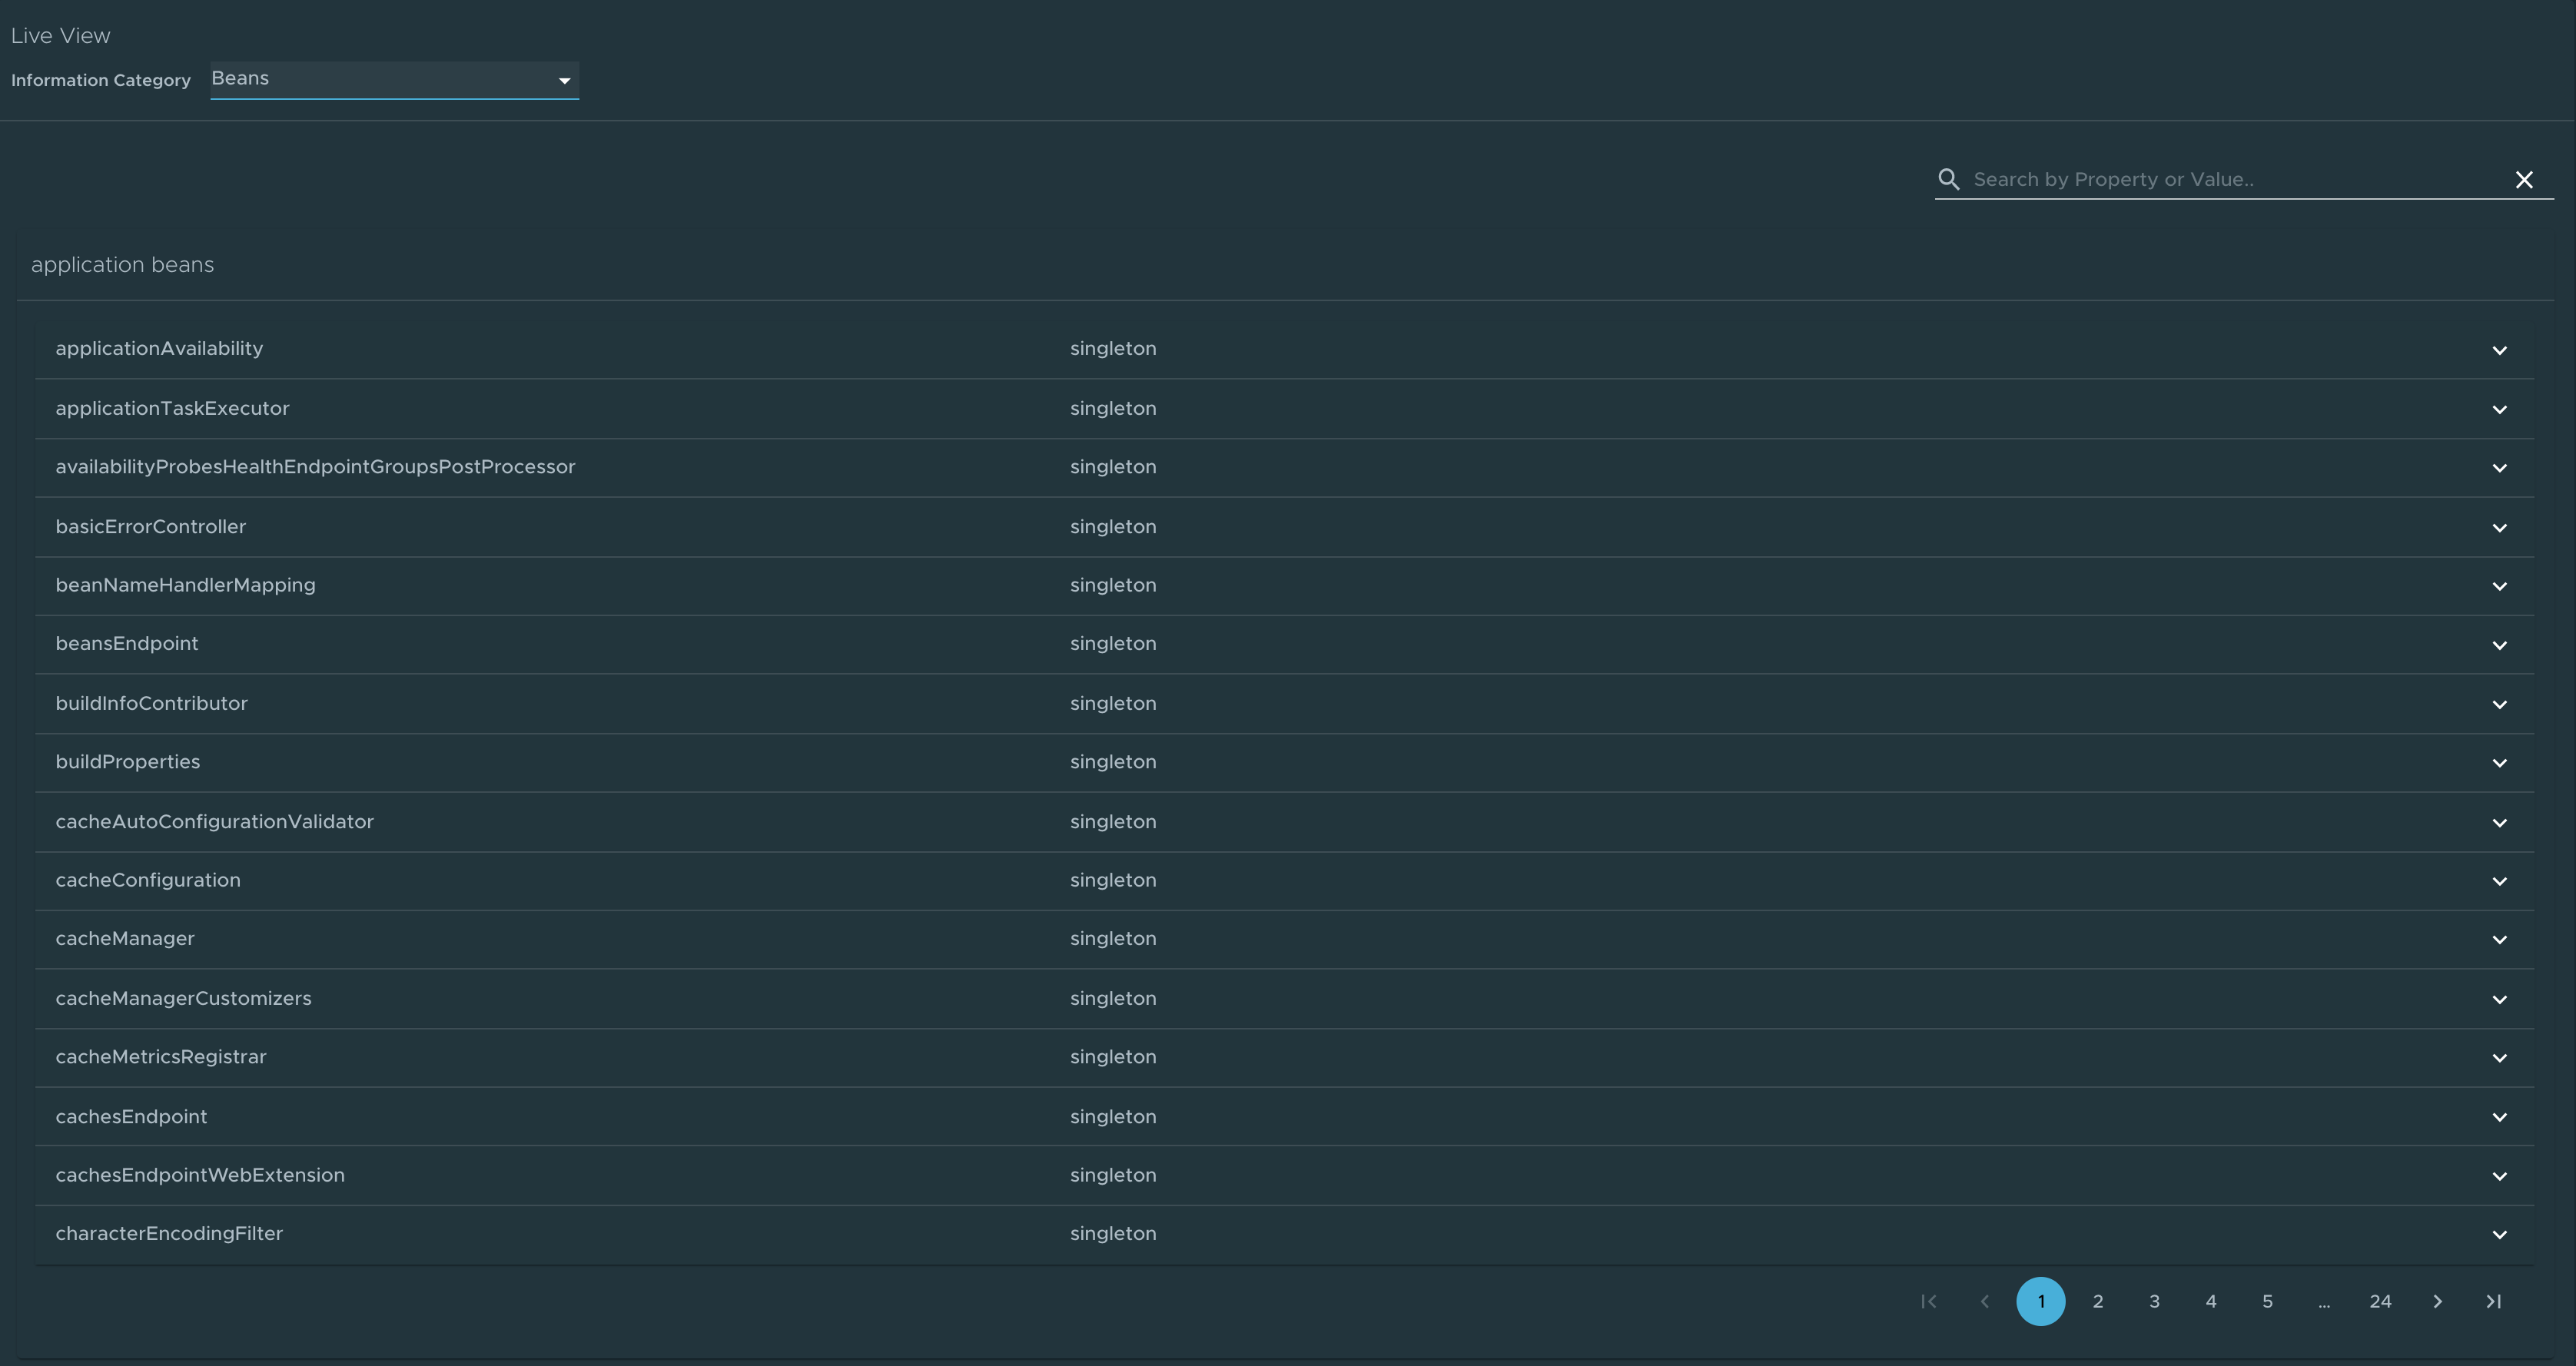 Live View
Information Category Beans
Search by Property or Value..
application beans
applicationAvailability singleton
applicationTaskExecutor singleton
availabilityProbesHealthEndpointGroupsPostProcessor singleton
basicErrorController singleton
beanNameHandlerMapping singleton
beansEndpoint singleton
buildInfoContributor singleton
buildProperties singleton
cacheAutoConfigurationValidator singleton
cacheConfiguration singleton
cacheManager singleton
cacheManagerCustomizers singleton
cacheMetricsRegistrar singleton
cachesEndpoint singleton
cachesEndpointWebExtension singleton
characterEncodingFilter singleton
1 2 3 4 5 ... 24